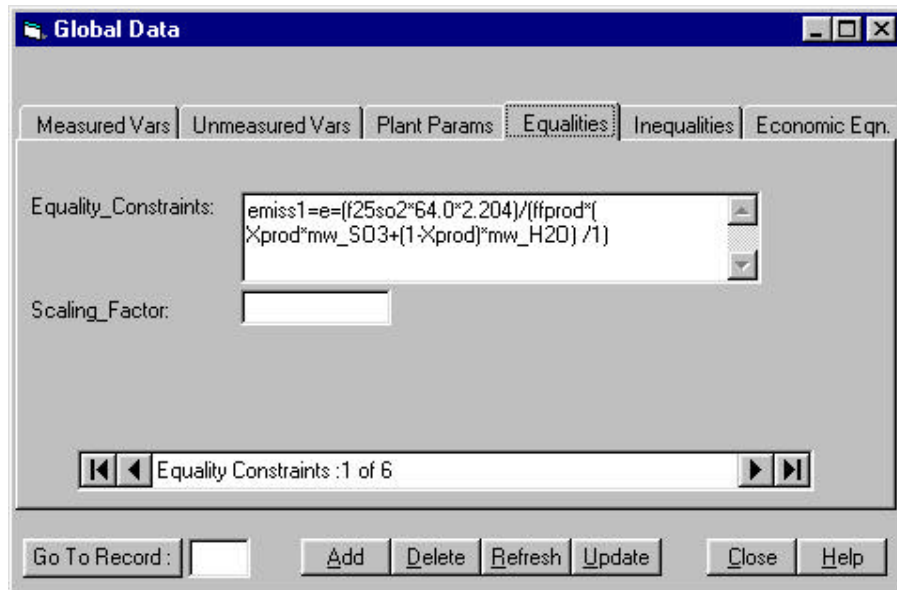 Global Data
Measured Vars Unmeasured Vars Plant Params Equalities Inequalities Economic Eqn.
Equality_Constraints:
emiss1=e=(f25so2*64.0*2.204)/(ffprod*(
Xprod*mw_SO3+(1-Xprod)*mw_H2O) /1)
Scaling_Factor:
Equality Constraints :1 of 6
Go To Record : Add Delete Refresh Update Close Help